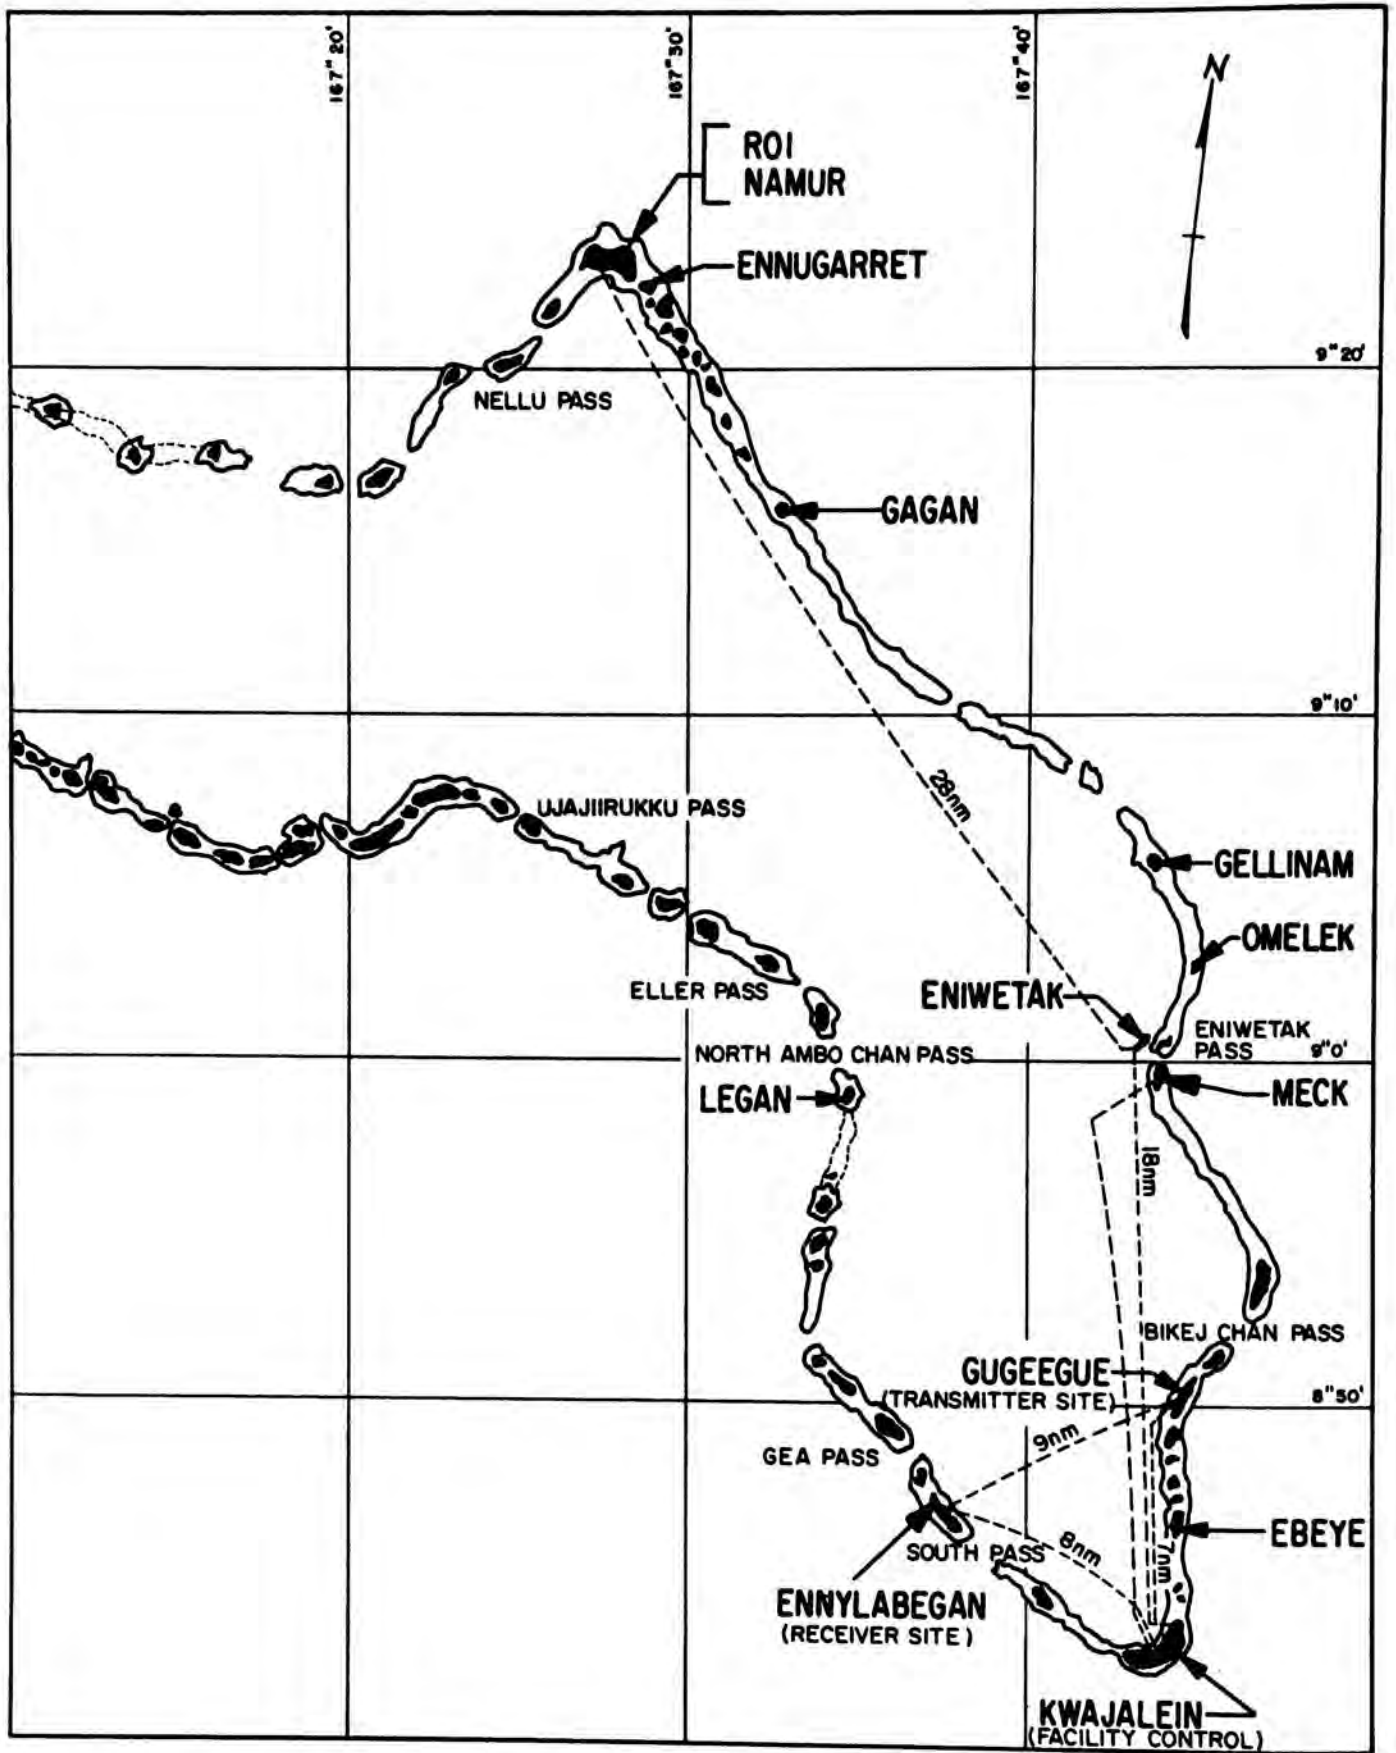 167°20'
167°30'
167°40'
N
ROI
NAMUR
ENNUGARRET
9°20'
NELLU PASS
GAGAN
9°10'
28nm
UJAJIIRUKKU PASS
GELLINAM
OMELEK
ELLER PASS
ENIWETAK
ENIWETAK
PASS
9°0'
NORTH AMBO CHAN PASS
LEGAN
MECK
18nm
BIKEJ CHAN PASS
GUGEEGUE
(TRANSMITTER SITE)
8°50'
9nm
GEA PASS
EBEYE
SOUTH PASS
8nm
7nm
ENNYLABEGAN
(RECEIVER SITE)
KWAJALEIN
(FACILITY CONTROL)